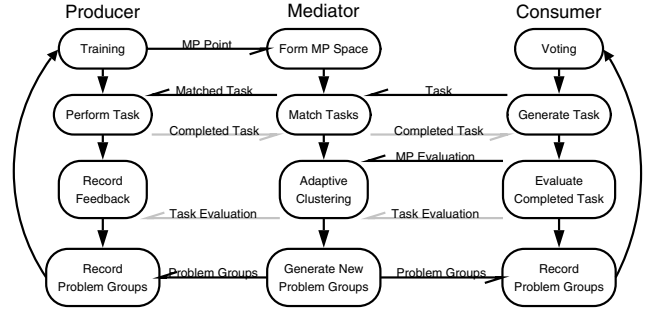 Producer Mediator Consumer
Training MP Point Form MP Space Voting
Matched Task Task
Perform Task Match Tasks Generate Task
Completed Task Completed Task
MP Evaluation
Record Adaptive Evaluate
Feedback Clustering Completed Task
Task Evaluation Task Evaluation
Record Problem Groups Generate New Problem Groups Record
Problem Groups Problem Groups Problem Groups